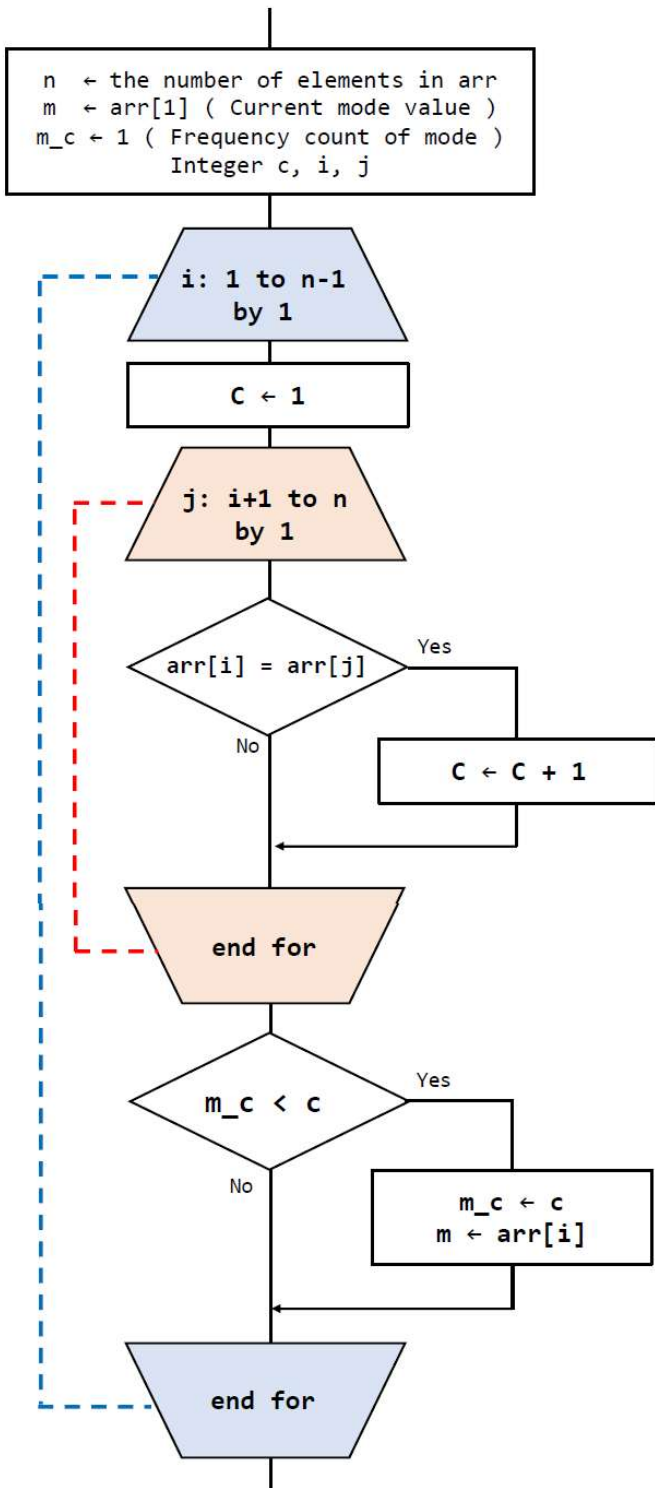 n ← the number of elements in arr
m ← arr[1] ( Current mode value )
m_c ← 1 ( Frequency count of mode )
Integer c, i, j
i: 1 to n-1
by 1
C ← 1
j: i+1 to n
by 1
arr[i] = arr[j]
Yes
No
C ← C + 1
end for
m_c < c
Yes
No
m_c ← c
m ← arr[i]
end for